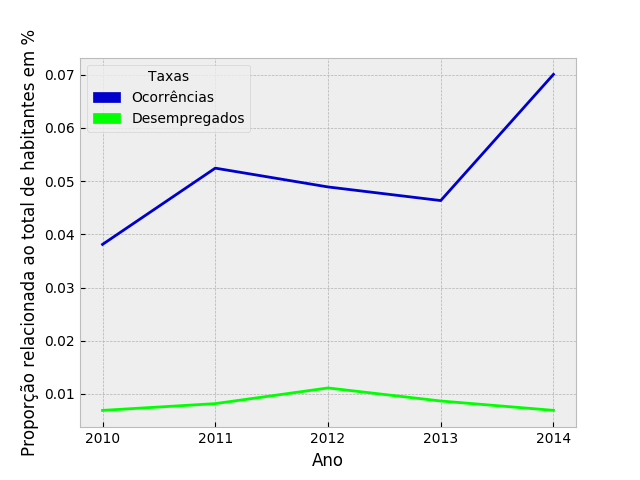 Proporção relacionada ao total de habitantes em %
0.07
0.06
0.05
0.04
0.03
0.02
0.01
Taxas
Ocorrências
Desempregados
2010 2011 2012 2013 2014
Ano